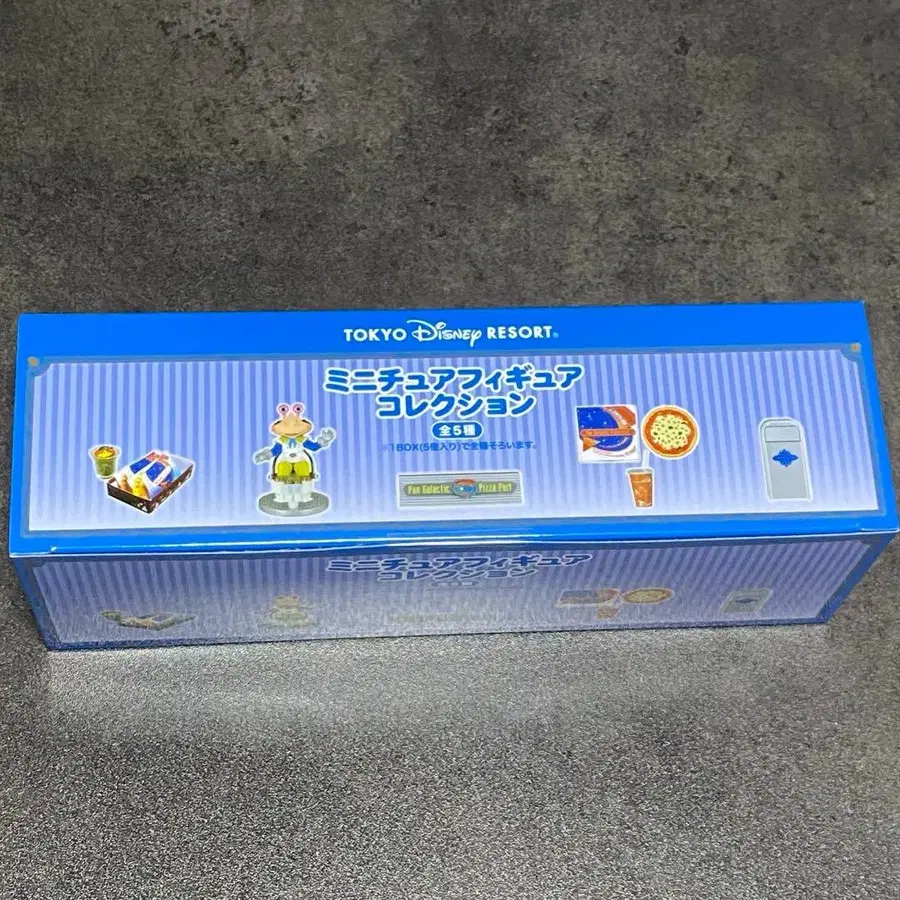 TOKYO Disney RESORT®
ミニチュアフィギュア
コレクション
全5種
※1BOX(5個入り)で全種そろいます。
Pan Galactic Pizza Port
ミニチュアフィギュア
コレクション